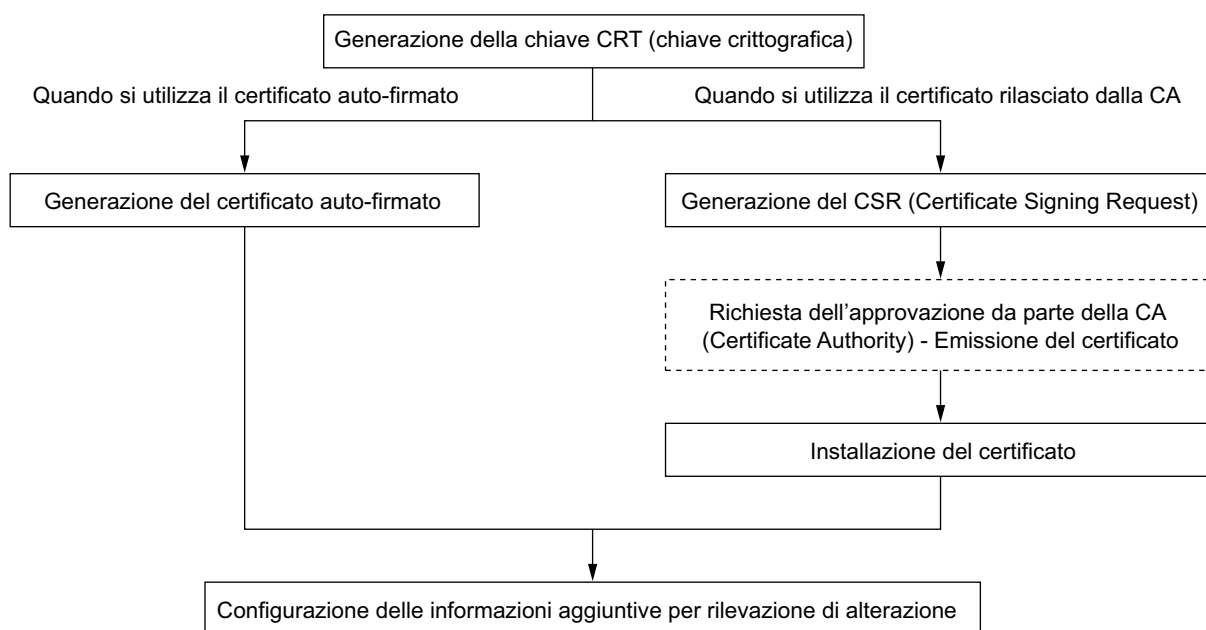 Generazione della chiave CRT (chiave crittografica)
Quando si utilizza il certificato auto-firmato
Quando si utilizza il certificato rilasciato dalla CA
Generazione del certificato auto-firmato
Generazione del CSR (Certificate Signing Request)
Richiesta dell’approvazione da parte della CA
(Certificate Authority) - Emissione del certificato
Installazione del certificato
Configurazione delle informazioni aggiuntive per rilevazione di alterazione